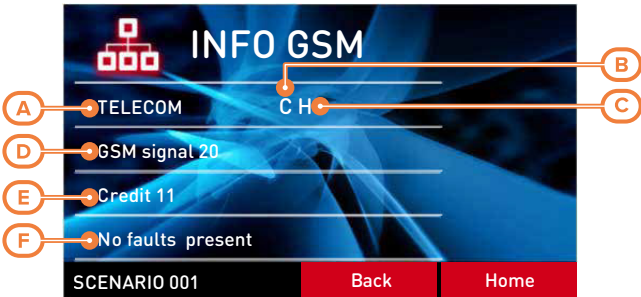 INFO GSM
B
A TELECOM C H C
D GSM signal 20
E Credit 11
F No faults present
SCENARIO 001 Back Home